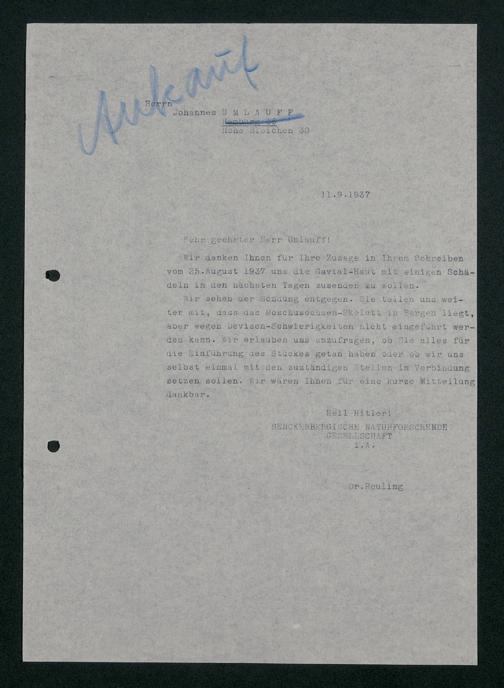 Ankauf
Herrn
Johannes U M L A U F F
Hamburg 36
Hohe Bleichen 30
11.9.1937
Sehr geehrter Herr Umlauff!
Wir danken Ihnen für Ihre Zusage in Ihrem Schreiben
vom 25.August 1937 uns die Gavial-Haut mit einigen Schä-
deln in den nächsten Tagen zusenden zu wollen.
Wir sehen der Sendung entgegen. Sie teilen uns wei-
ter mit, dass das Moschusochsen-Skelett in Bergen liegt,
aber wegen Devisen-Schwierigkeiten nicht eingeführt wer-
den kann. Wir erlauben uns anzufragen, ob Sie alles für
die Einführung des Stückes getan haben oder ob wir uns
selbst einmal mit den zuständigen Stellen in Verbindung
setzen sollen. Wir wären Ihnen für eine kurze Mitteilung
dankbar.
Heil Hitler!
SENCKENBERGISCHE NATURFORSCHENDE
GESELLSCHAFT
i.A.
Dr.Reuling